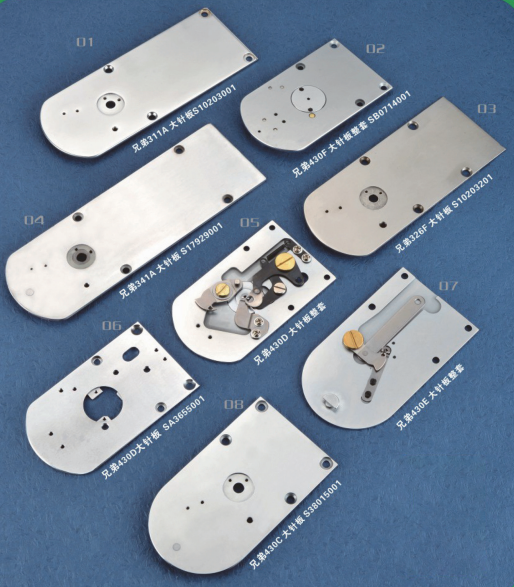 01
兄弟311A 大针板S10203001
02
兄弟430F 大针板整套 SB0714001
03
兄弟326F 大针板 S10203201
04
兄弟341A 大针板 S17929001
05
兄弟430D 大针板整套
06
兄弟430D大针板 SA3655001
07
兄弟430E 大针板整套
08
兄弟430C 大针板 S38015001